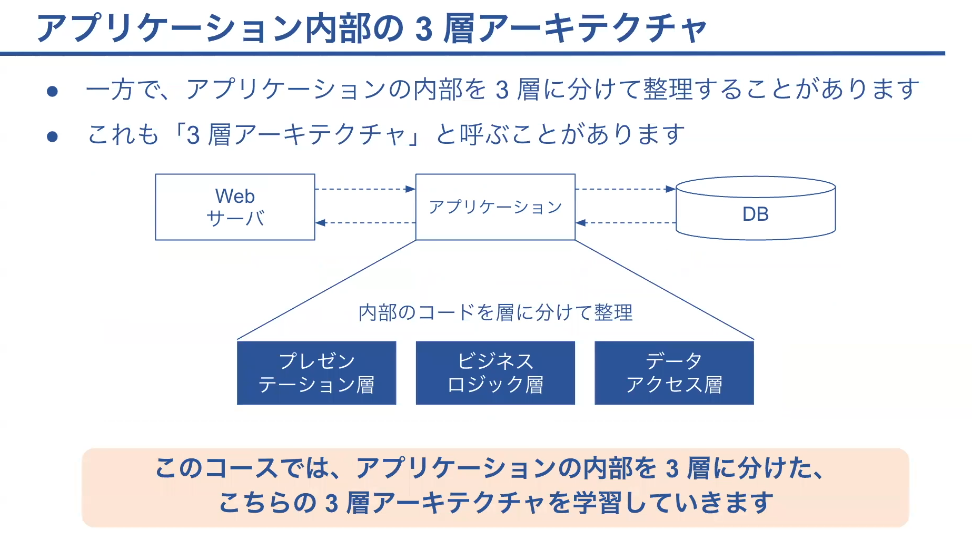 アプリケーション内部の 3 層アーキテクチャ
● 一方で、アプリケーションの内部を 3 層に分けて整理することがあります
● これも「3 層アーキテクチャ」と呼ぶことがあります
Web
サーバ
アプリケーション
DB
内部のコードを層に分けて整理
プレゼン
テーション層
ビジネス
ロジック層
データ
アクセス層
このコースでは、アプリケーションの内部を 3 層に分けた、
こちらの 3 層アーキテクチャを学習していきます